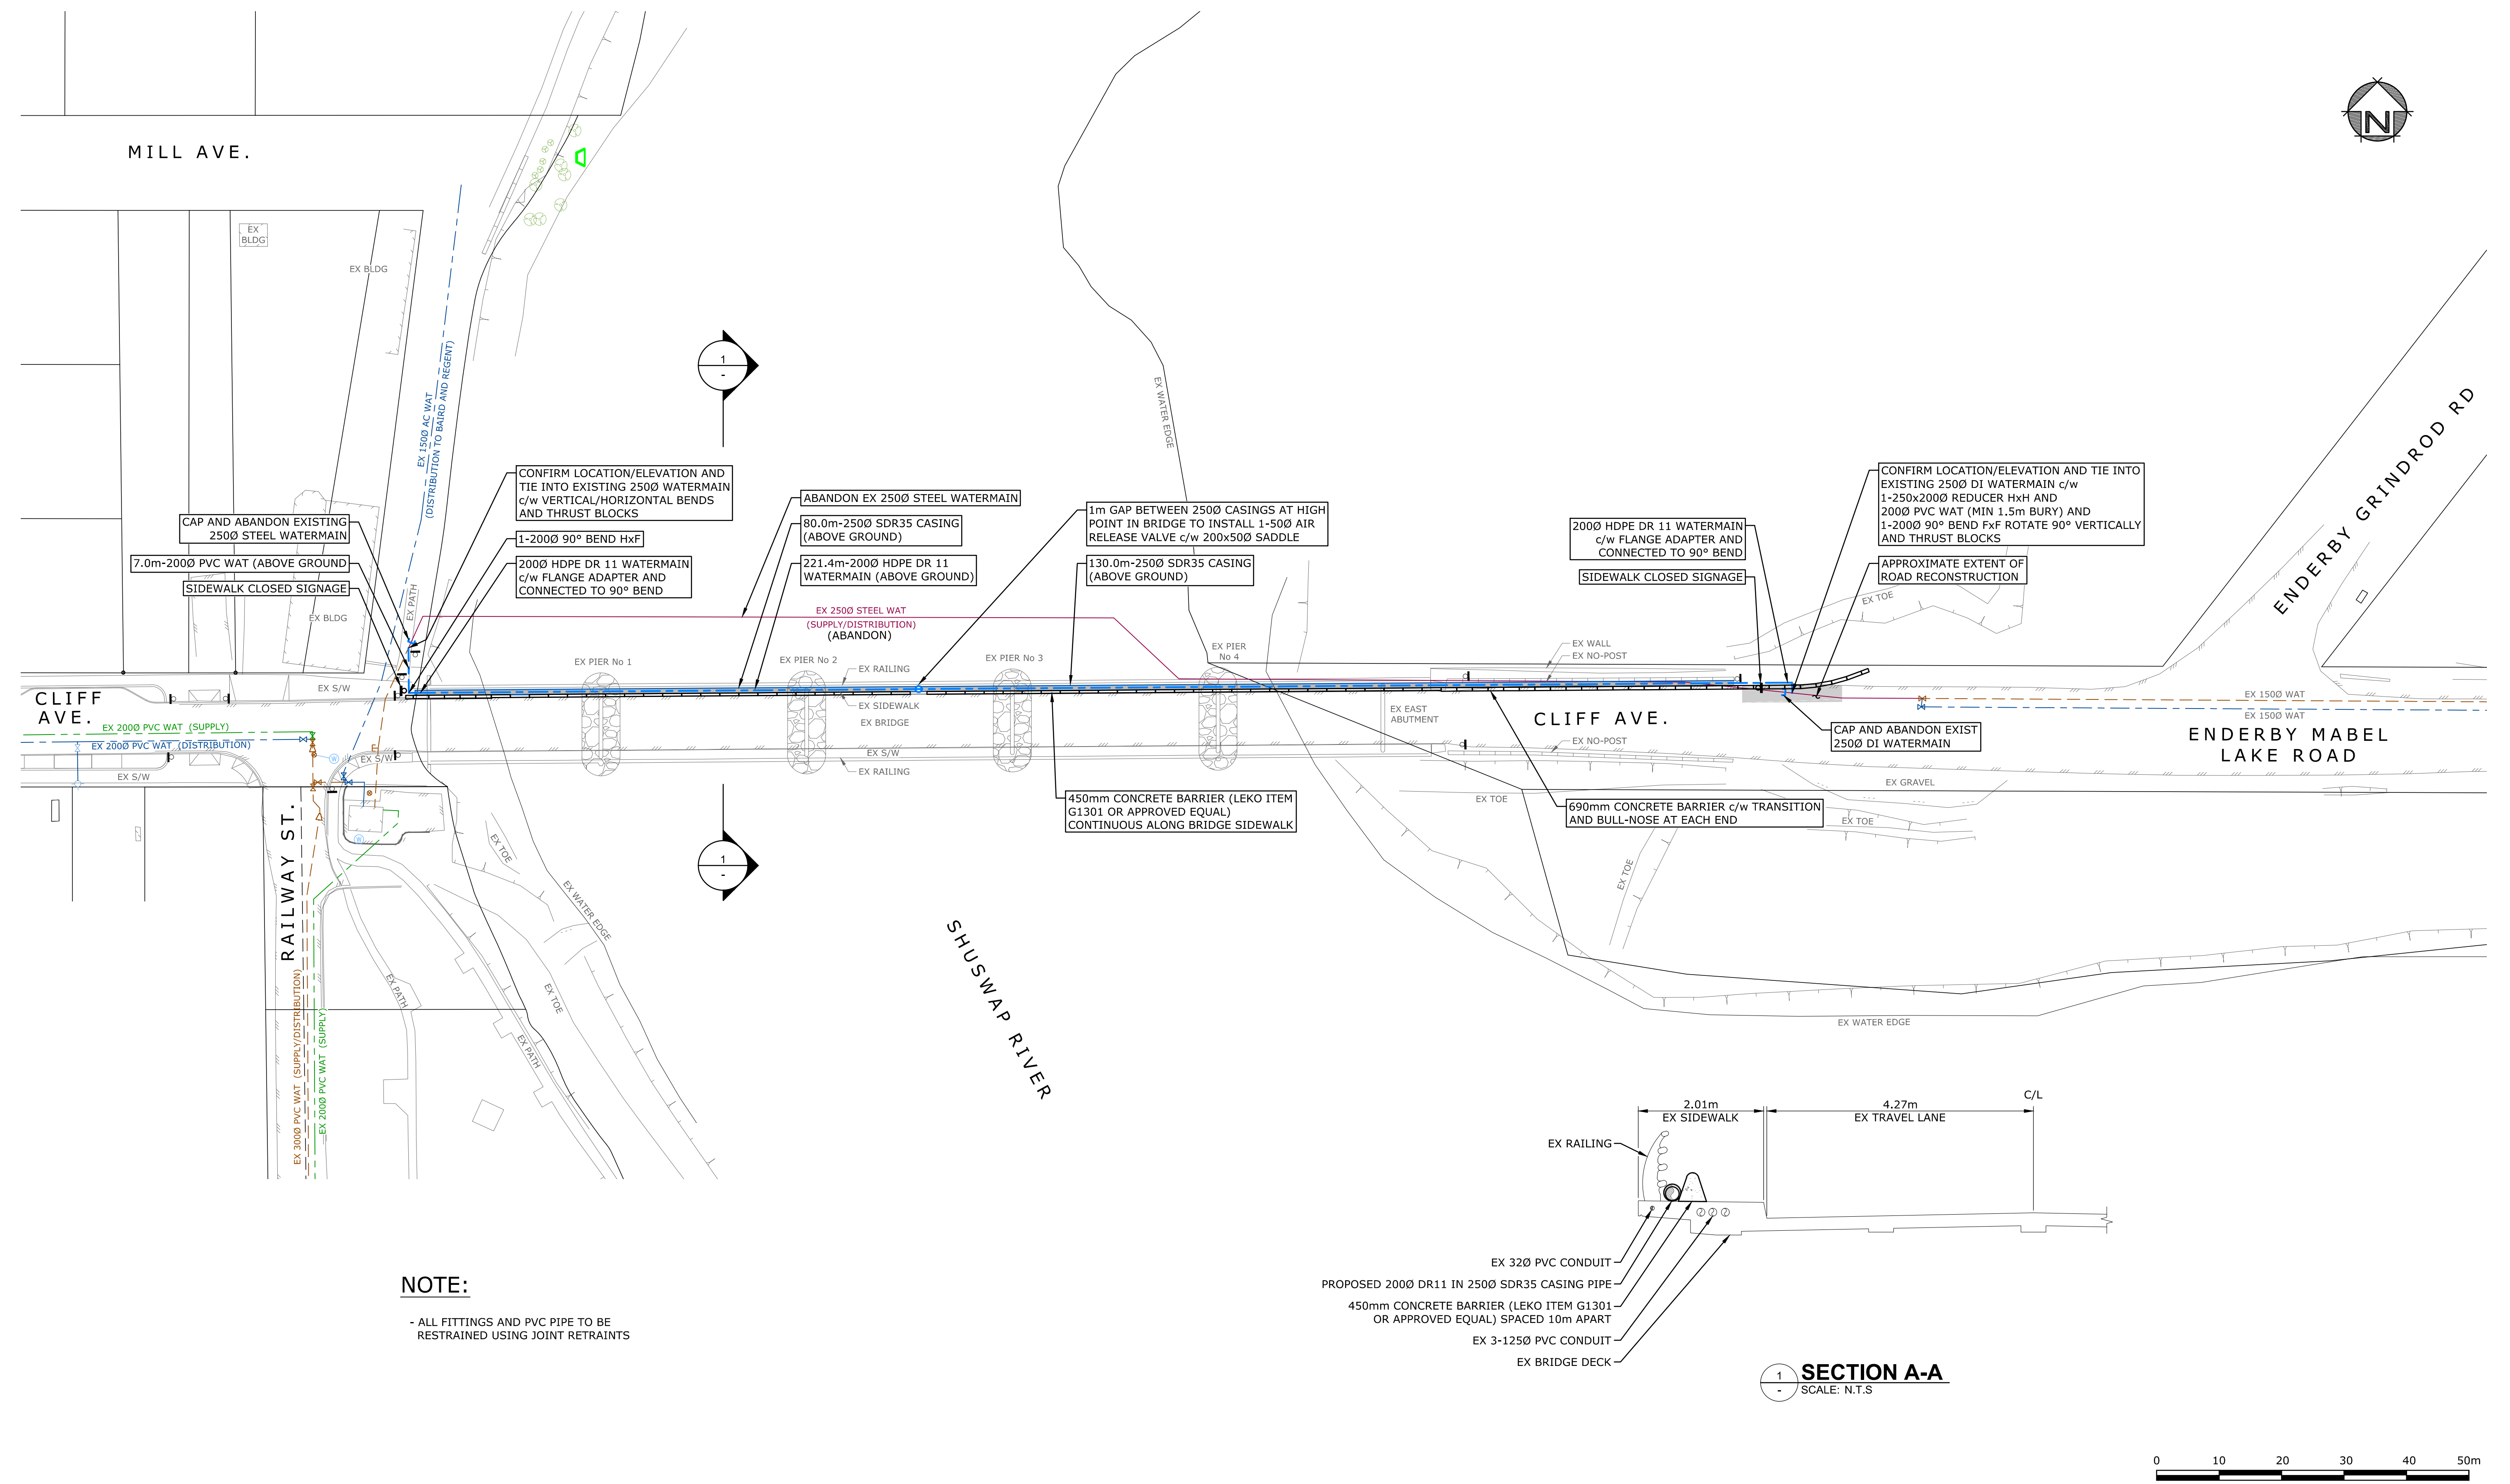 MILL AVE.
N
EX
BLDG
EX BLDG
EX 150Ø AC WAT
(DISTRIBUTION TO BAIRD AND REGENT)
1
-
EX WATER EDGE
ENDERBY GRINDROD RD
CONFIRM LOCATION/ELEVATION AND
TIE INTO EXISTING 250Ø WATERMAIN
c/w VERTICAL/HORIZONTAL BENDS
AND THRUST BLOCKS
CAP AND ABANDON EXISTING
250Ø STEEL WATERMAIN
7.0m-200Ø PVC WAT (ABOVE GROUND
SIDEWALK CLOSED SIGNAGE
1-200Ø 90° BEND HxF
200Ø HDPE DR 11 WATERMAIN
c/w FLANGE ADAPTER AND
CONNECTED TO 90° BEND
ABANDON EX 250Ø STEEL WATERMAIN
80.0m-250Ø SDR35 CASING
(ABOVE GROUND)
221.4m-200Ø HDPE DR 11
WATERMAIN (ABOVE GROUND)
1m GAP BETWEEN 250Ø CASINGS AT HIGH
POINT IN BRIDGE TO INSTALL 1-50Ø AIR
RELEASE VALVE c/w 200x50Ø SADDLE
130.0m-250Ø SDR35 CASING
(ABOVE GROUND)
200Ø HDPE DR 11 WATERMAIN
c/w FLANGE ADAPTER AND
CONNECTED TO 90° BEND
SIDEWALK CLOSED SIGNAGE
CONFIRM LOCATION/ELEVATION AND TIE INTO
EXISTING 250Ø DI WATERMAIN c/w
1-250x200Ø REDUCER HxH AND
200Ø PVC WAT (MIN 1.5m BURY) AND
1-200Ø 90° BEND FxF ROTATE 90° VERTICALLY
AND THRUST BLOCKS
APPROXIMATE EXTENT OF
ROAD RECONSTRUCTION
EX TOE
EX BLDG
EX PATH
EX 250Ø STEEL WAT
(SUPPLY/DISTRIBUTION)
(ABANDON)
EX PIER No 1
EX PIER No 2
EX PIER No 3
EX PIER
No 4
EX RAILING
EX WALL
EX NO-POST
EX S/W
CLIFF
AVE.
EX SIDEWALK
EX BRIDGE
EX EAST
ABUTMENT
CLIFF AVE.
EX 150Ø WAT
EX 150Ø WAT
ENDERBY MABEL
LAKE ROAD
CAP AND ABANDON EXIST
250Ø DI WATERMAIN
EX 200Ø PVC WAT (SUPPLY)
EX 200Ø PVC WAT (DISTRIBUTION)
EX S/W
EX S/W
W
EX S/W
EX RAILING
EX NO-POST
EX GRAVEL
450mm CONCRETE BARRIER (LEKO ITEM
G1301 OR APPROVED EQUAL)
CONTINUOUS ALONG BRIDGE SIDEWALK
690mm CONCRETE BARRIER c/w TRANSITION
AND BULL-NOSE AT EACH END
EX TOE
EX TOE
EX TOE
1
-
W
RAILWAY ST.
EX TOE
EX WATER EDGE
EX PATH
EX TOE
EX PATH
EX 300Ø PVC WAT (SUPPLY/DISTRIBUTION)
EX 200Ø PVC WAT (SUPPLY)
SHUSWAP RIVER
EX WATER EDGE
C/L
2.01m
EX SIDEWALK
4.27m
EX TRAVEL LANE
EX RAILING
EX 32Ø PVC CONDUIT
PROPOSED 200Ø DR11 IN 250Ø SDR35 CASING PIPE
450mm CONCRETE BARRIER (LEKO ITEM G1301
OR APPROVED EQUAL) SPACED 10m APART
EX 3-125Ø PVC CONDUIT
EX BRIDGE DECK
1
-
SECTION A-A
SCALE: N.T.S
NOTE:
- ALL FITTINGS AND PVC PIPE TO BE
RESTRAINED USING JOINT RETRAINTS
0 10 20 30 40 50m